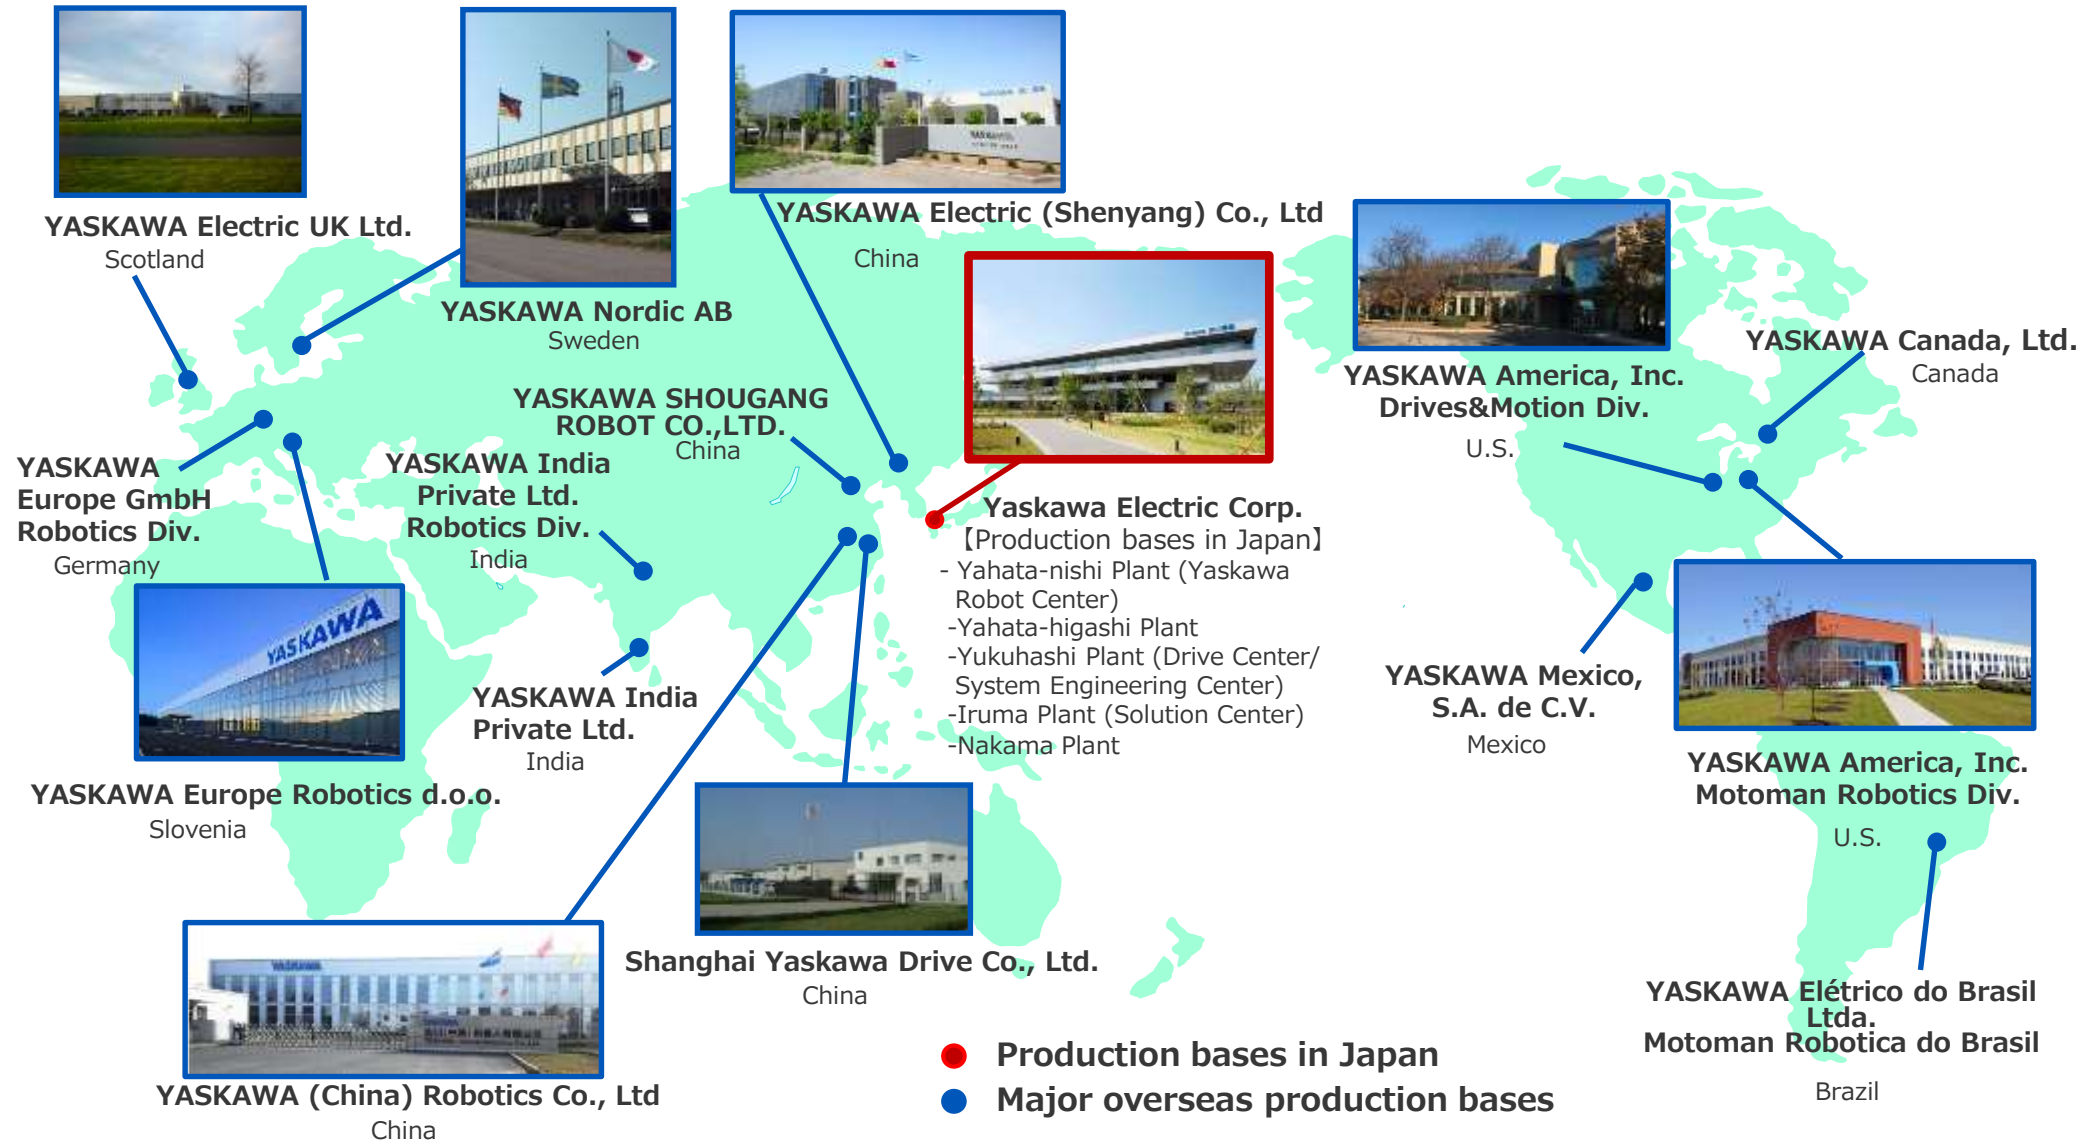 YASKAWA Electric UK Ltd.
Scotland
YASKAWA Nordic AB
Sweden
YASKAWA Electric (Shenyang) Co., Ltd
China
YASKAWA SHOUGANG
ROBOT CO.,LTD.
China
YASKAWA
Europe GmbH
Robotics Div.
Germany
YASKAWA India
Private Ltd.
Robotics Div.
India
YASKAWA
YASKAWA Europe Robotics d.o.o.
Slovenia
YASKAWA India
Private Ltd.
India
Yaskawa Electric Corp.
【Production bases in Japan】
- Yahata-nishi Plant (Yaskawa
Robot Center)
-Yahata-higashi Plant
-Yukuhashi Plant (Drive Center/
System Engineering Center)
-Iruma Plant (Solution Center)
-Nakama Plant
YASKAWA America, Inc.
Drives&Motion Div.
U.S.
YASKAWA Canada, Ltd.
Canada
YASKAWA Mexico,
S.A. de C.V.
Mexico
YASKAWA America, Inc.
Motoman Robotics Div.
U.S.
YASKAWA Elétrico do Brasil
Ltda.
Motoman Robotica do Brasil
Brazil
Shanghai Yaskawa Drive Co., Ltd.
China
YASKAWA
YASKAWA (China) Robotics Co., Ltd
China
Production bases in Japan
Major overseas production bases